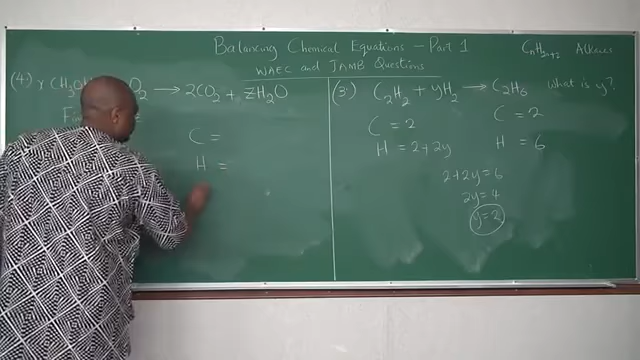 Balancing Chemical Equations - Part 1
WAEC and JAMB Questions
CₙH₂ₙ₊₂ Alkanes
(4) x CH₃OH O₂ → 2CO₂ + zH₂O
=
C =
H =
(3) C₂H₂ + yH₂ → C₂H₆ What is y?
C = 2 C = 2
H = 2 + 2y H = 6
2 + 2y = 6
2y = 4
y = 2